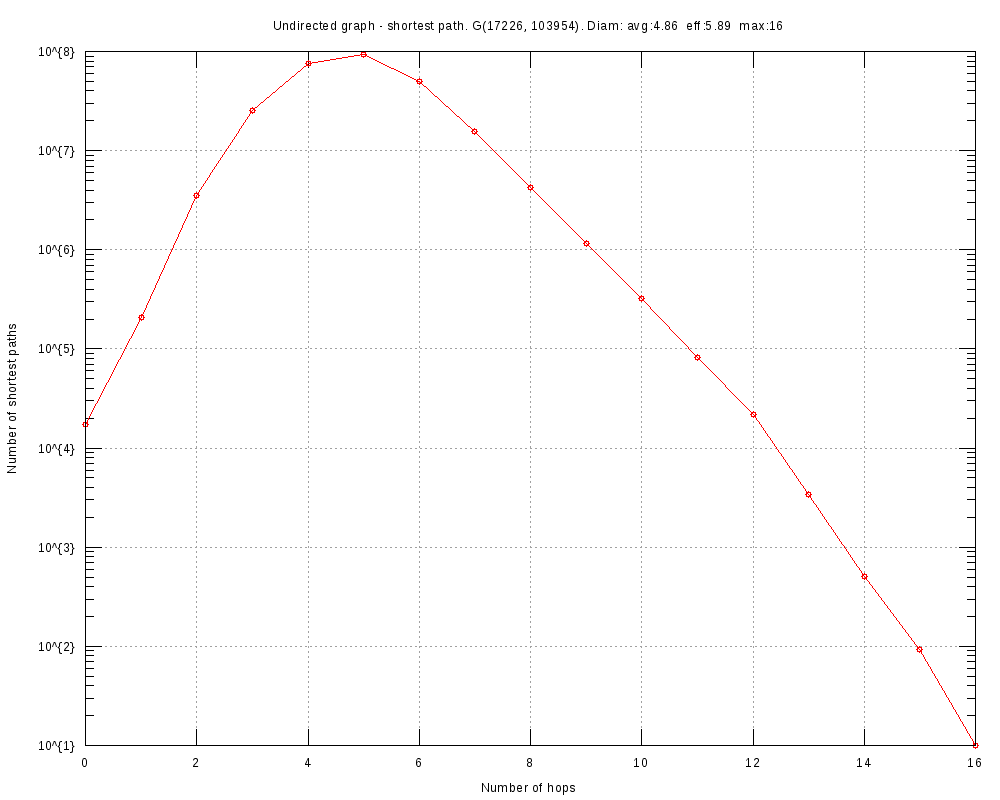 Undirected graph - shortest path. G(17226, 103954). Diam: avg:4.86 eff:5.89 max:16
10^{8}
10^{7}
10^{6}
10^{5}
10^{4}
10^{3}
10^{2}
10^{1}
Number of shortest paths
0 2 4 6 8 10 12 14 16
Number of hops